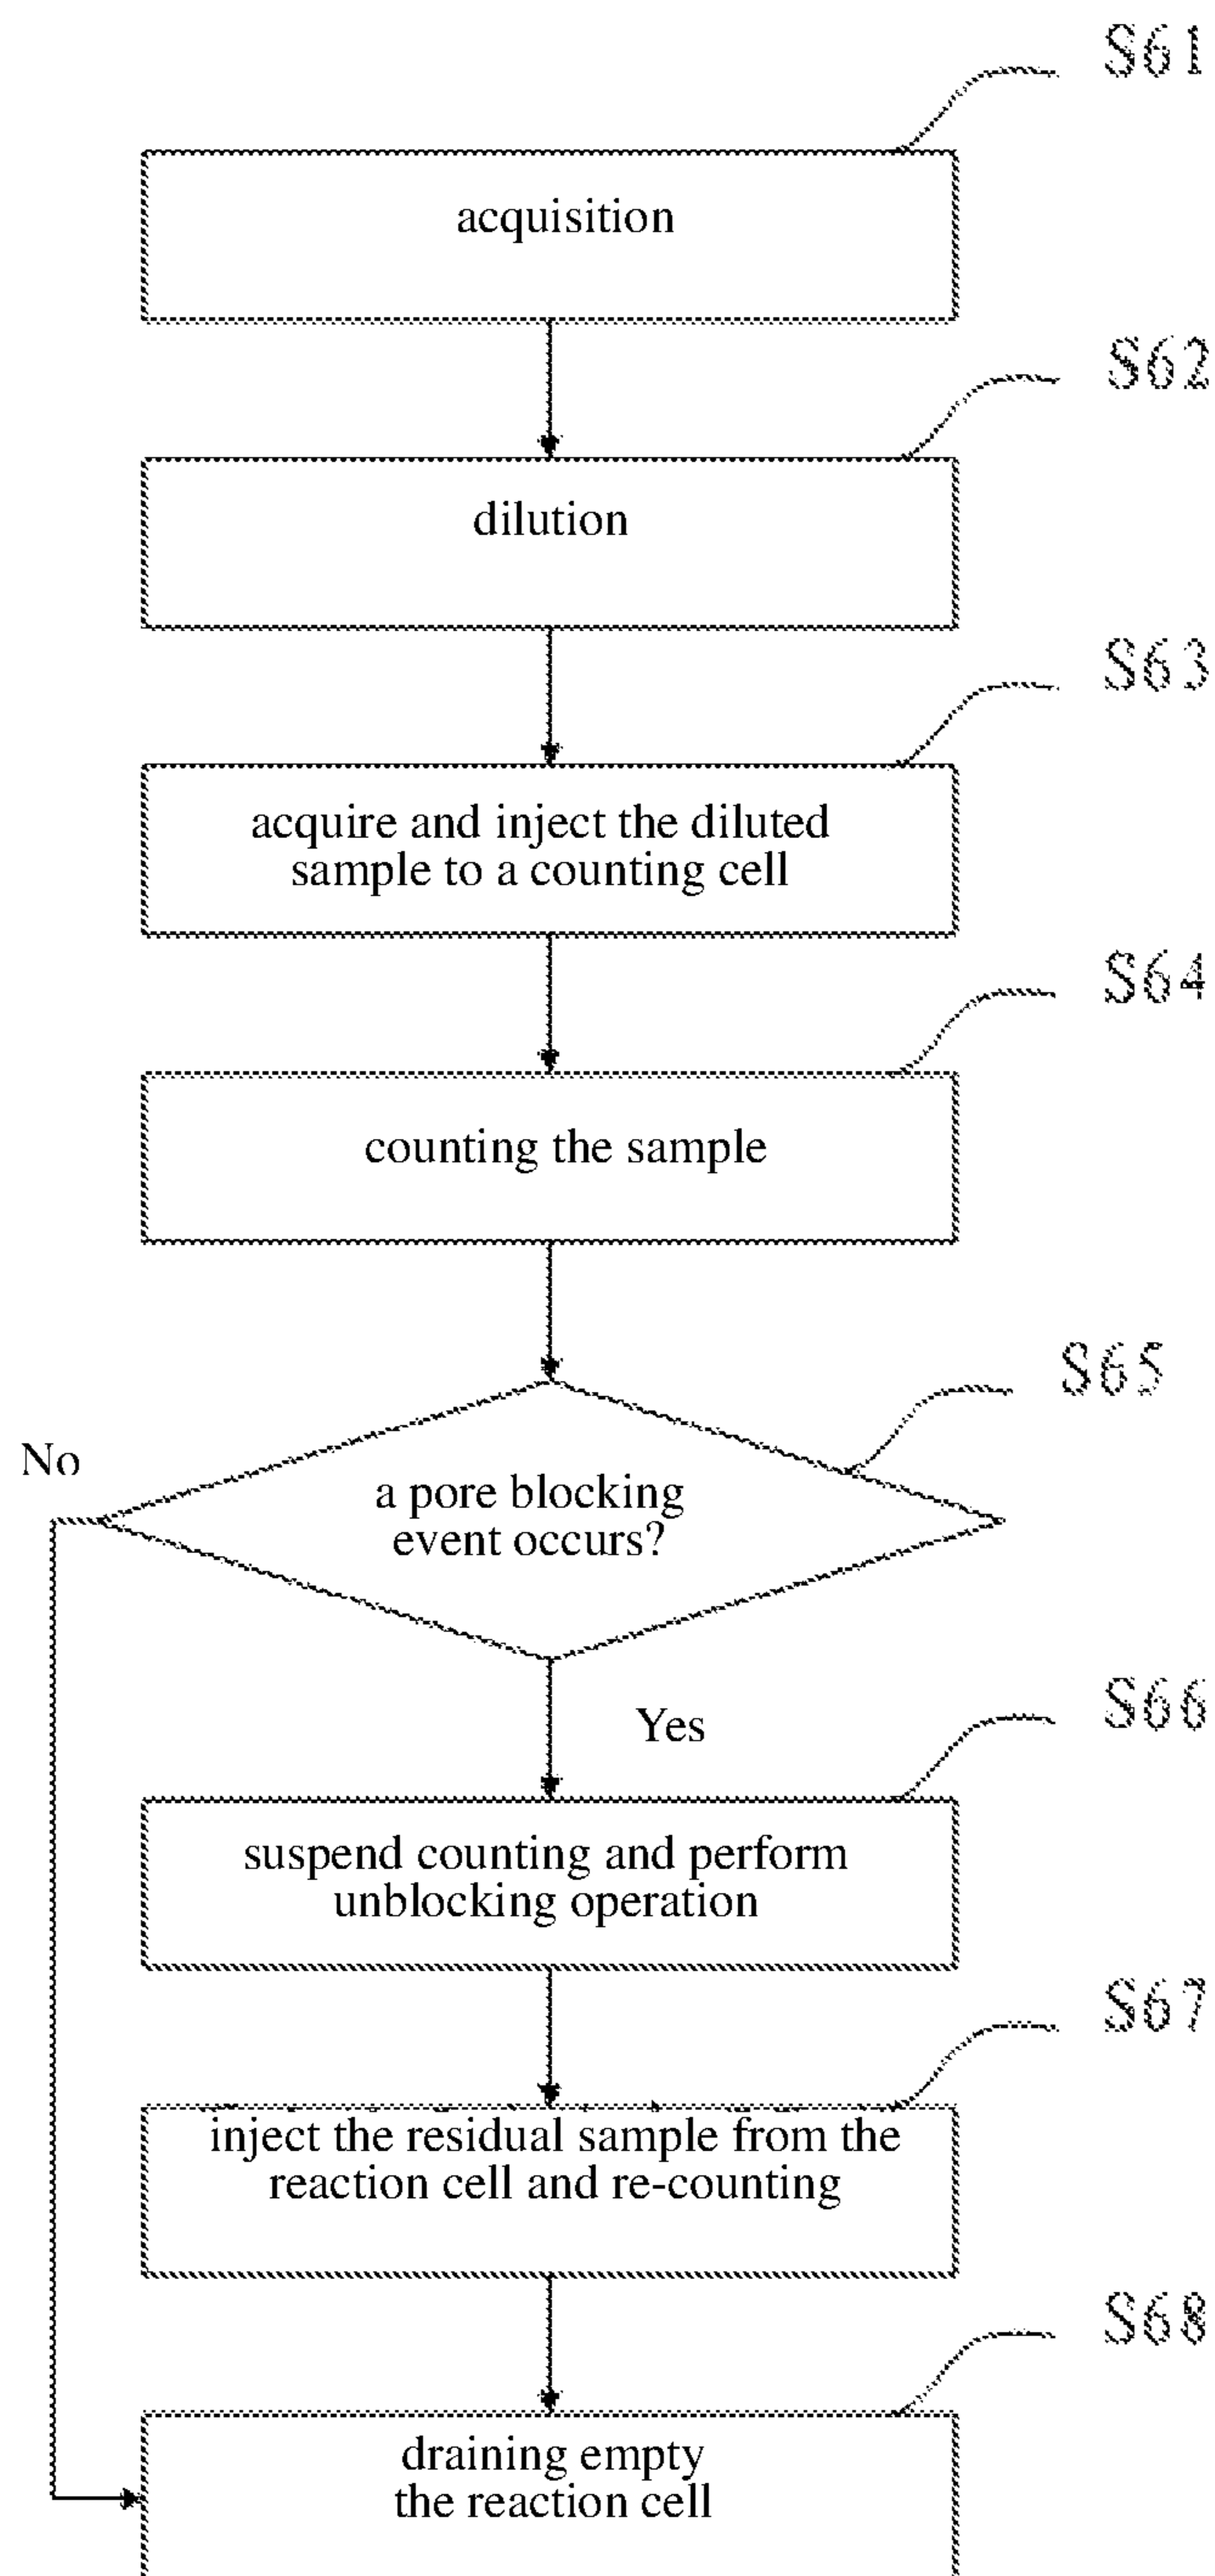 S61
acquisition
S62
dilution
S63
acquire and inject the diluted
sample to a counting cell
S64
counting the sample
S65
No
a pore blocking
event occurs?
Yes
S66
suspend counting and perform
unblocking operation
S67
inject the residual sample from the
reaction cell and re-counting
S68
draining empty
the reaction cell